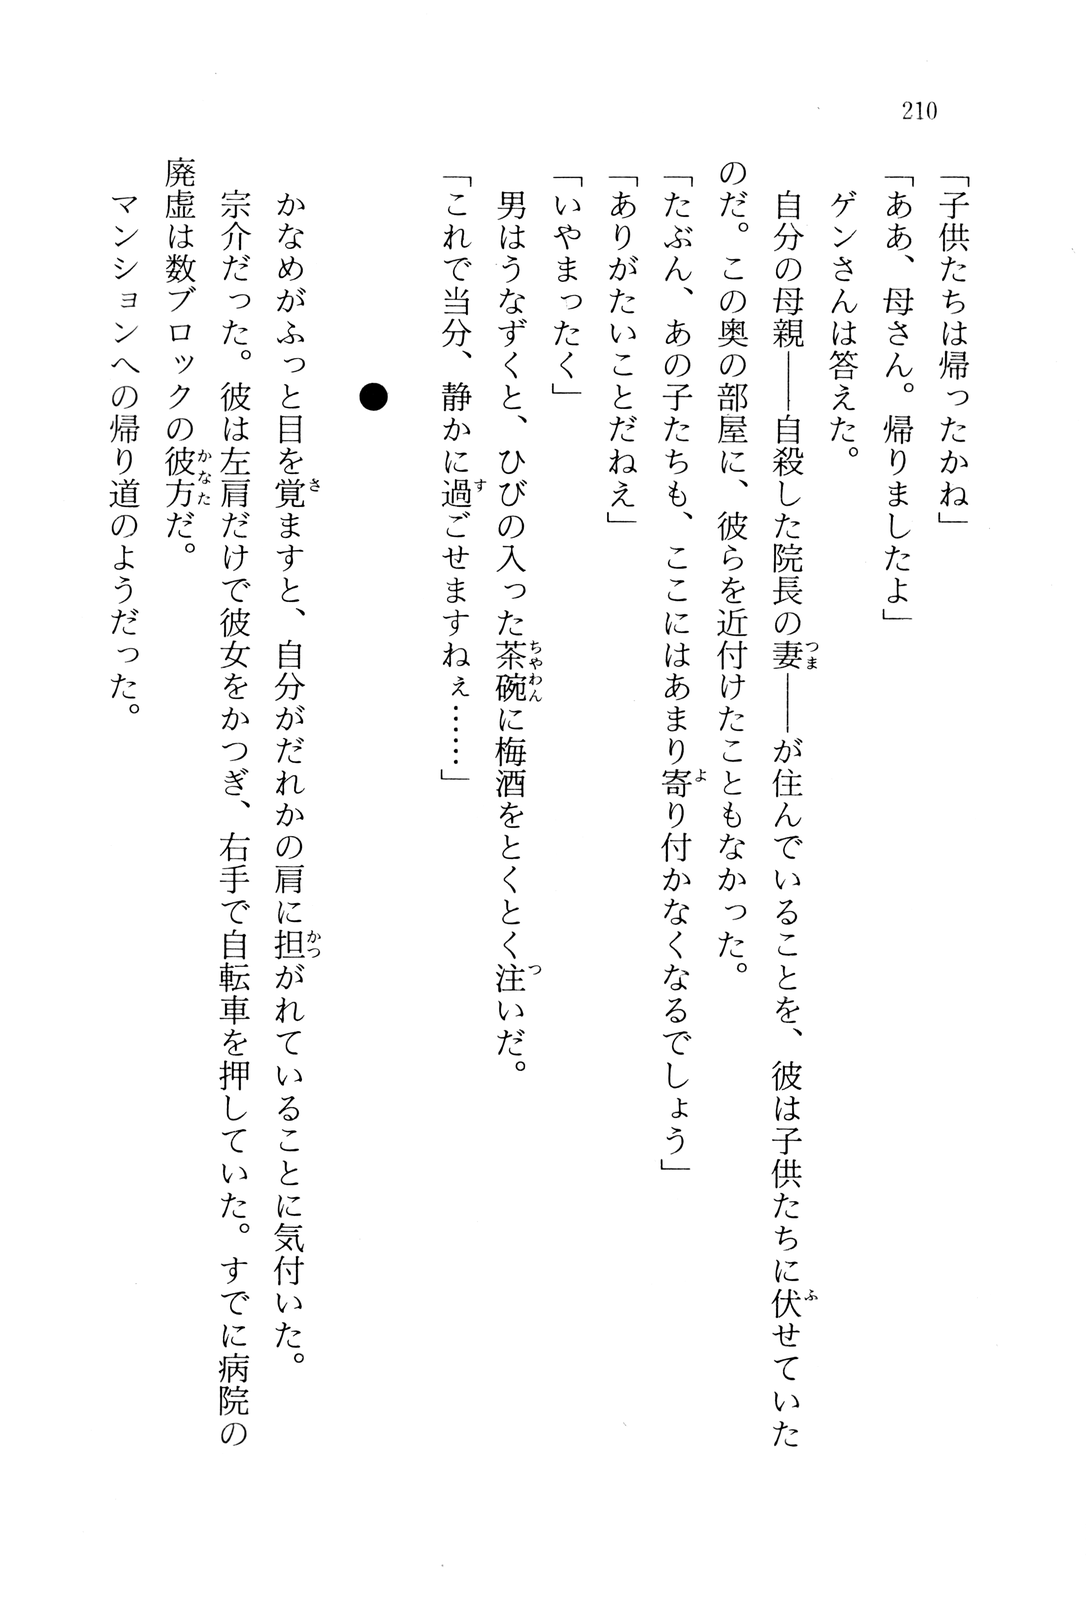 210
「子供たちは帰ったかね」
「ああ、母さん。帰りましたよ」
ゲンさんは答えた。
自分の母親――自殺した院長の妻――が住んでいることを、彼は子供たちに伏せていた
のだ。この奥の部屋に、彼らを近付けたこともなかった。
「たぶん、あの子たちも、ここにはあまり寄り付かなくなるでしょう」
「ありがたいことだねえ」
「いやまったく」
男はうなずくと、ひびの入った茶碗に梅酒をとくとく注いだ。
「これで当分、静かに過ごせますねぇ……」
●
かなめがふっと目を覚ますと、自分がだれかの肩に担がれていることに気付いた。
宗介だった。彼は左肩だけで彼女をかつぎ、右手で自転車を押していた。すでに病院の
廃虚は数ブロックの彼方だ。
マンションへの帰り道のようだった。